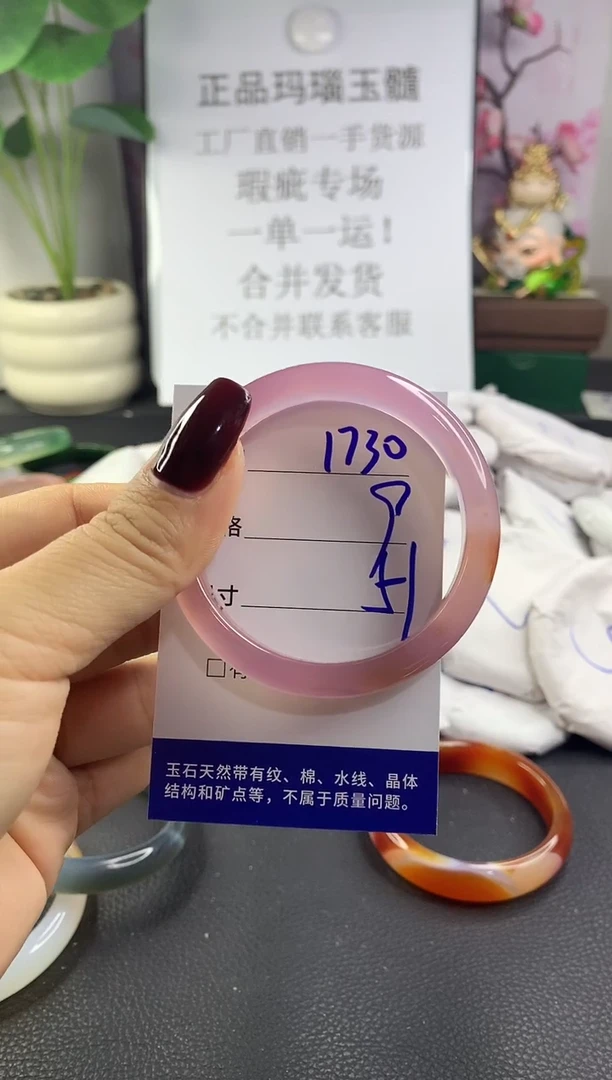 正品玛瑙玉髓
工厂直销一手货源
瑕疵专场
一单一运！
合并发货
不合并联系客服
1730
格
寸
51
玉石天然带有纹、棉、水线、晶体
结构和矿点等，不属于质量问题。